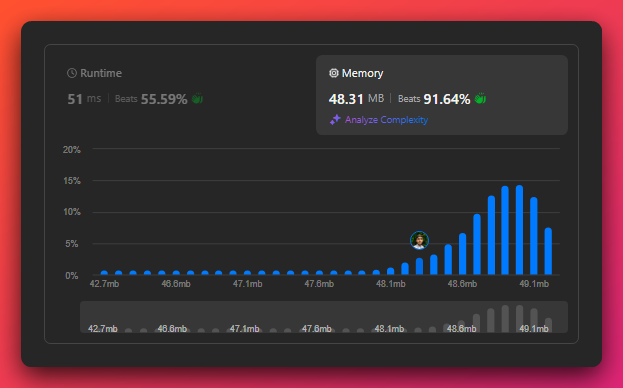 Runtime
51 ms | Beats 55.59%
Memory
48.31 MB | Beats 91.64%
Analyze Complexity
20%
15%
10%
5%
0%
42.7mb 46.6mb 47.1mb 47.6mb 48.1mb 48.6mb 49.1mb
42.7mb 46.6mb 47.1mb 47.6mb 48.1mb 48.6mb 49.1mb